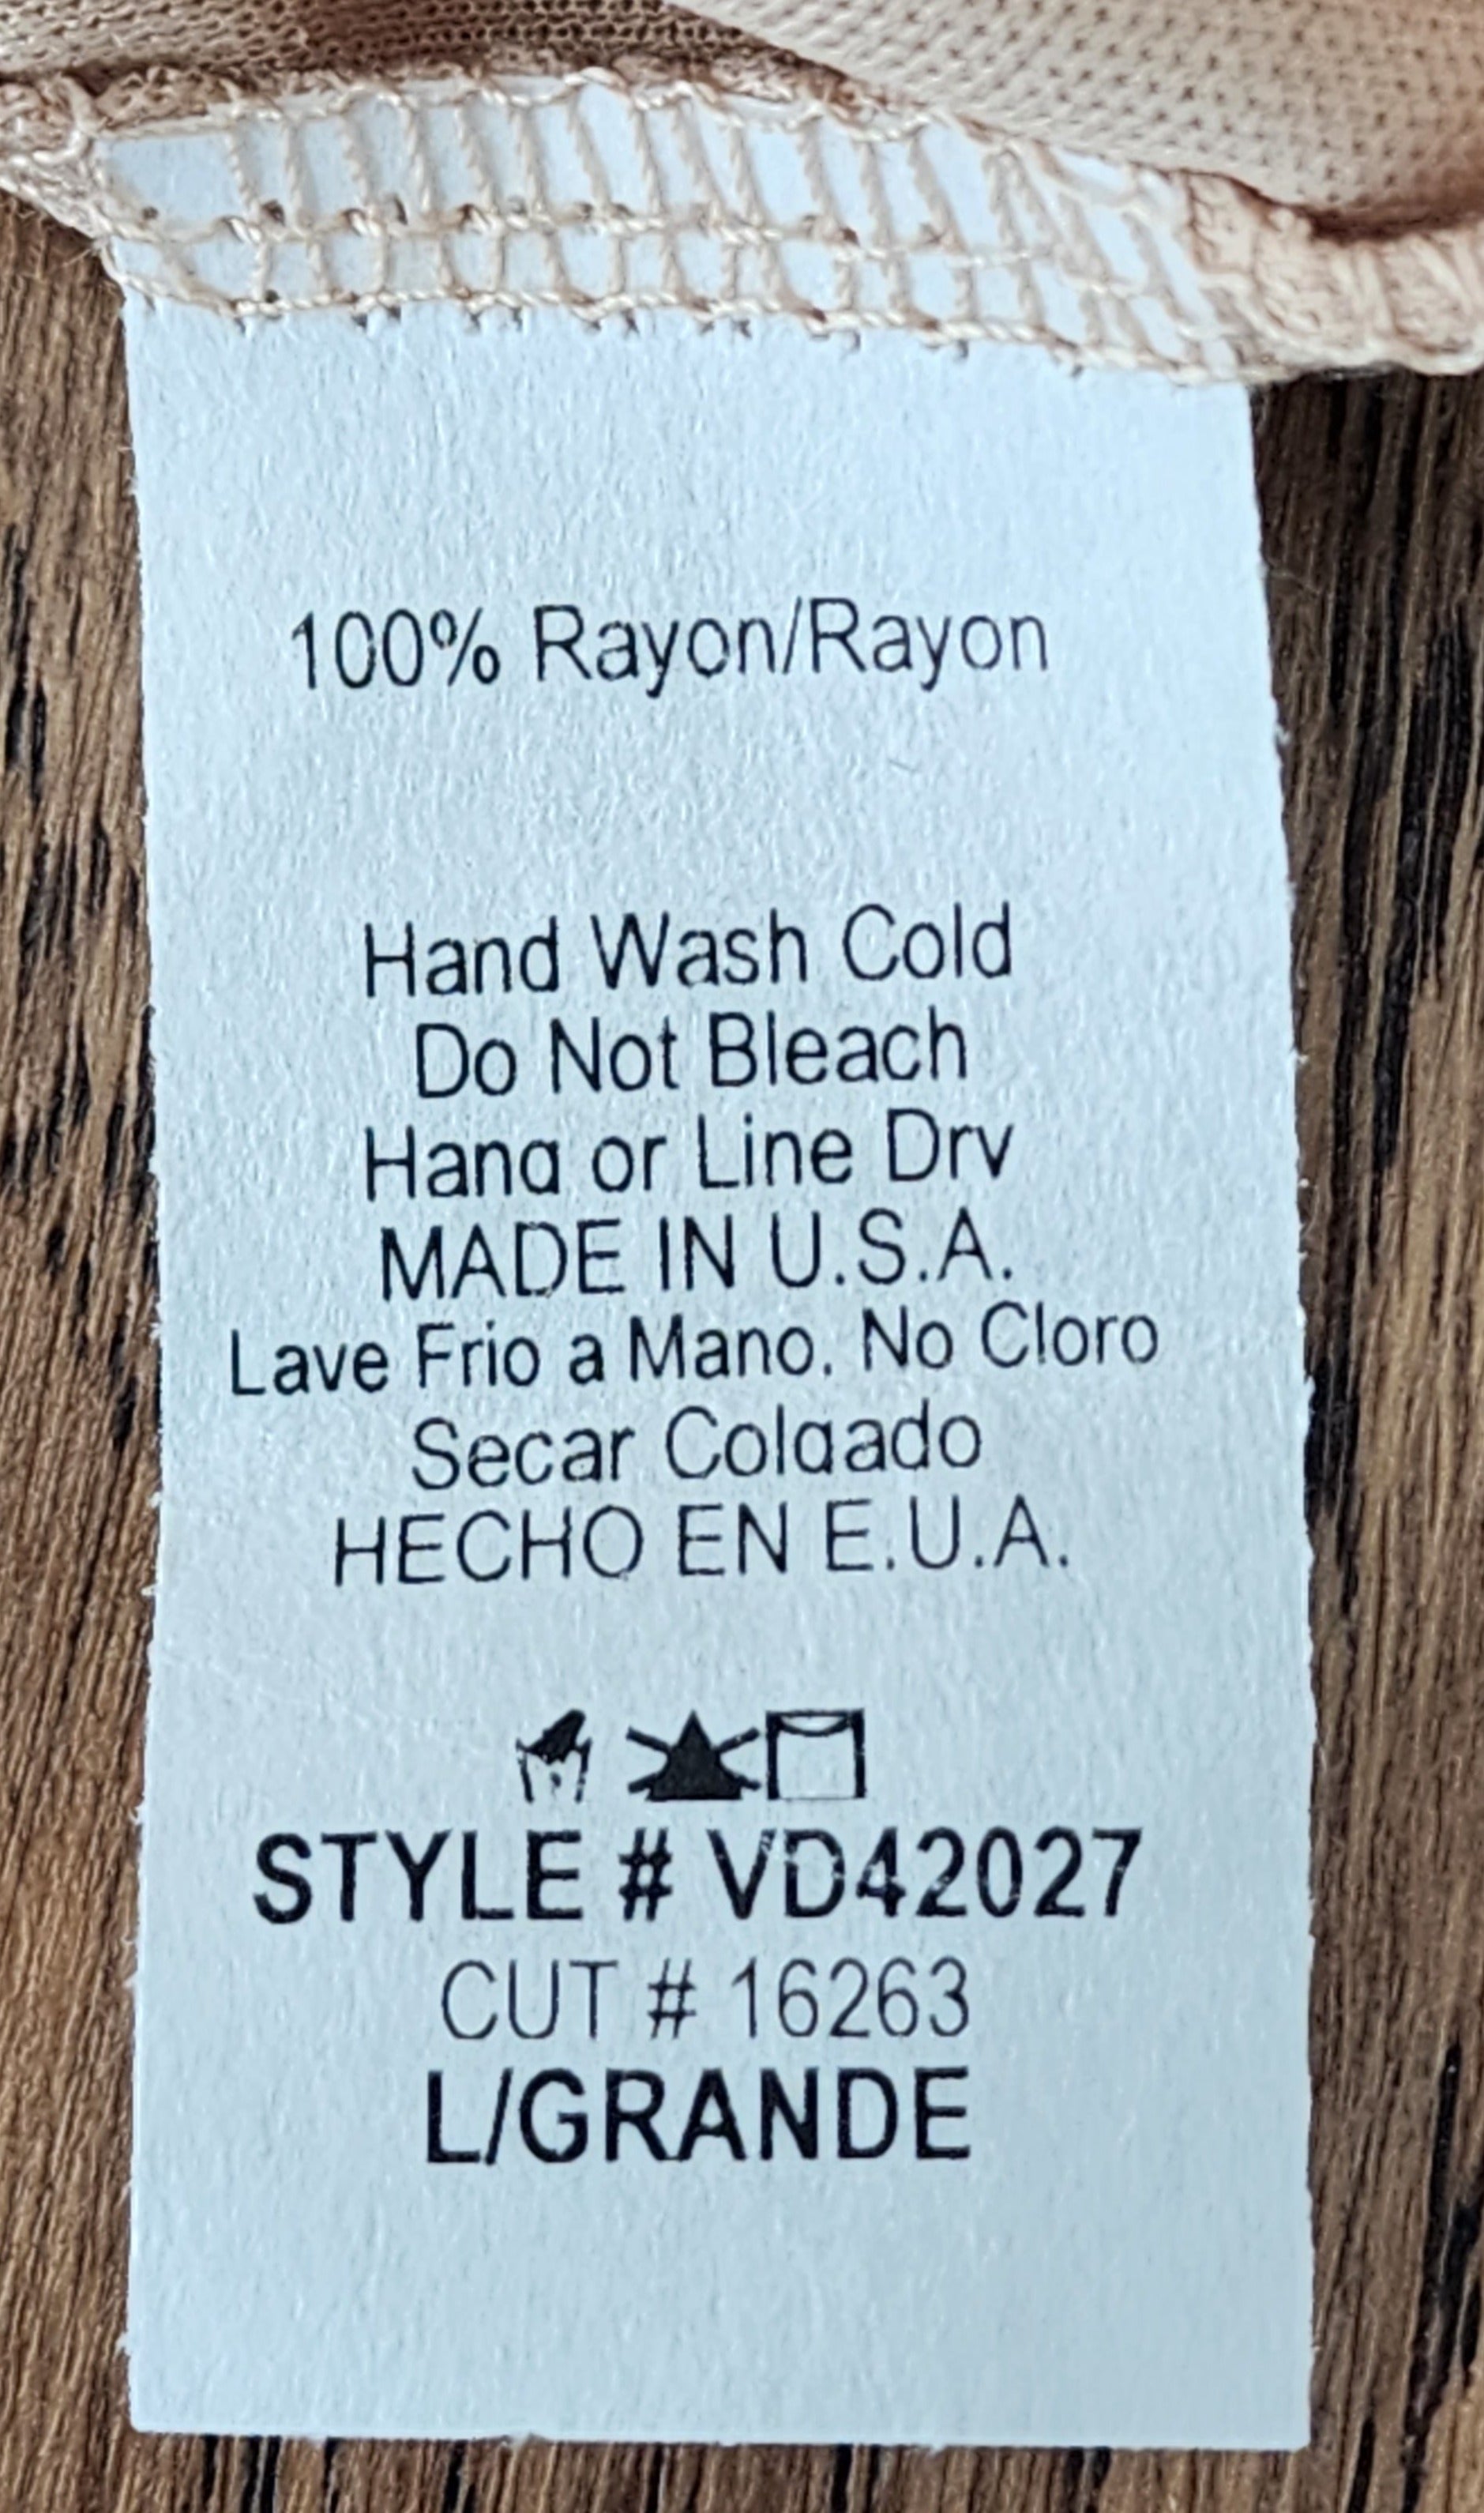 100% Rayon/Rayon
Hand Wash Cold
Do Not Bleach
Hang or Line Dry
MADE IN U.S.A.
Lave Frio a Mano. No Cloro
Secar Colgado
HECHO EN E.U.A.
STYLE # VD42027
CUT # 16263
L/GRANDE